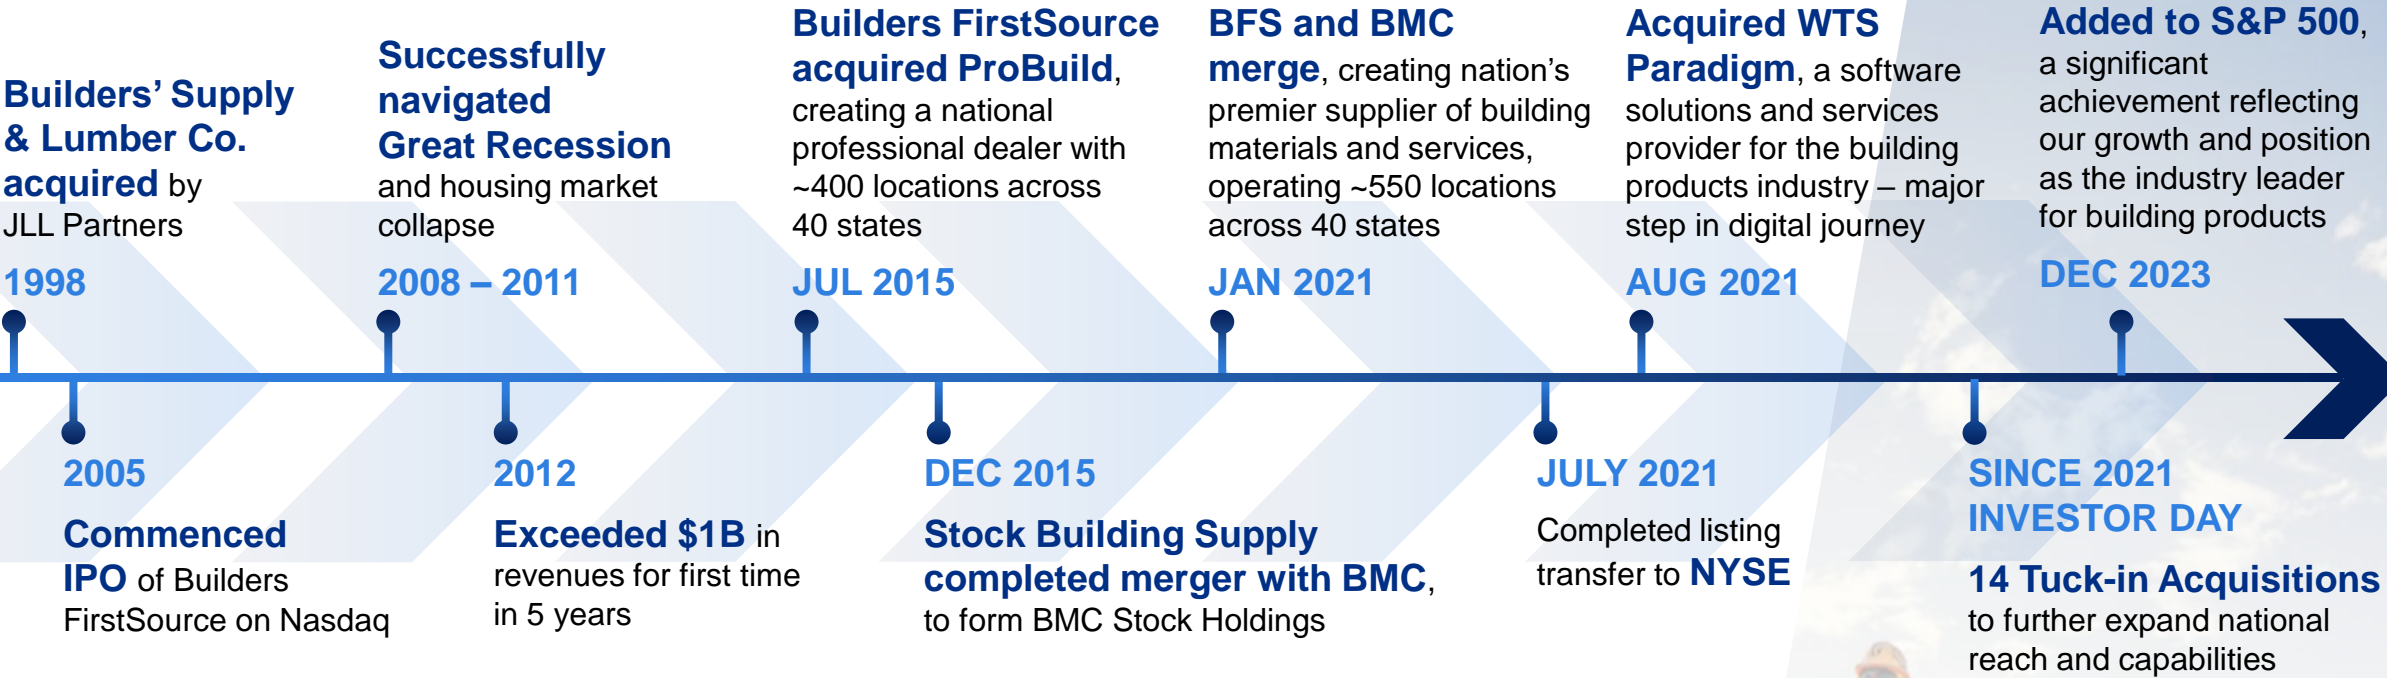 Builders’ Supply
& Lumber Co.
acquired by
JLL Partners
1998
Successfully
navigated
Great Recession
and housing market
collapse
2008 – 2011
Builders FirstSource
acquired ProBuild,
creating a national
professional dealer with
~400 locations across
40 states
JUL 2015
BFS and BMC
merge, creating nation’s
premier supplier of building
materials and services,
operating ~550 locations
across 40 states
JAN 2021
Acquired WTS
Paradigm, a software
solutions and services
provider for the building
products industry – major
step in digital journey
AUG 2021
Added to S&P 500,
a significant
achievement reflecting
our growth and position
as the industry leader
for building products
DEC 2023
2005
Commenced
IPO of Builders
FirstSource on Nasdaq
2012
Exceeded $1B in
revenues for first time
in 5 years
DEC 2015
Stock Building Supply
completed merger with BMC,
to form BMC Stock Holdings
JULY 2021
Completed listing
transfer to NYSE
SINCE 2021
INVESTOR DAY
14 Tuck-in Acquisitions
to further expand national
reach and capabilities